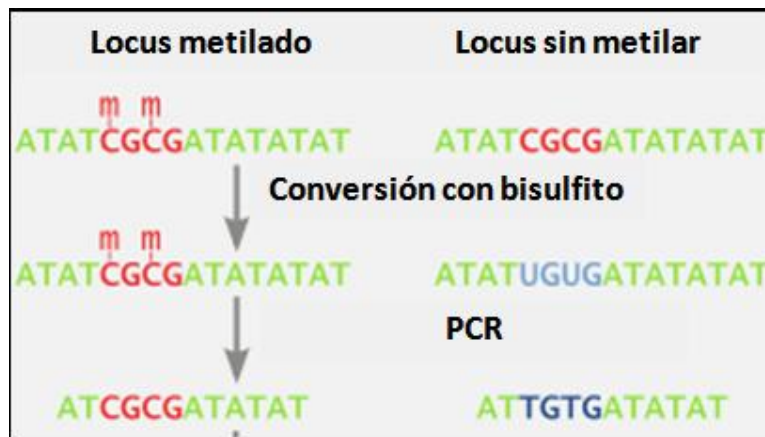 Locus metilado Locus sin metilar
m m
ATATCGCGATATATAT ATATCGCGATATATAT
Conversión con bisulfito
m m
ATATCGCGATATATAT ATATUGUGATATATAT
PCR
ATCGCGATATAT ATTGTGATATAT